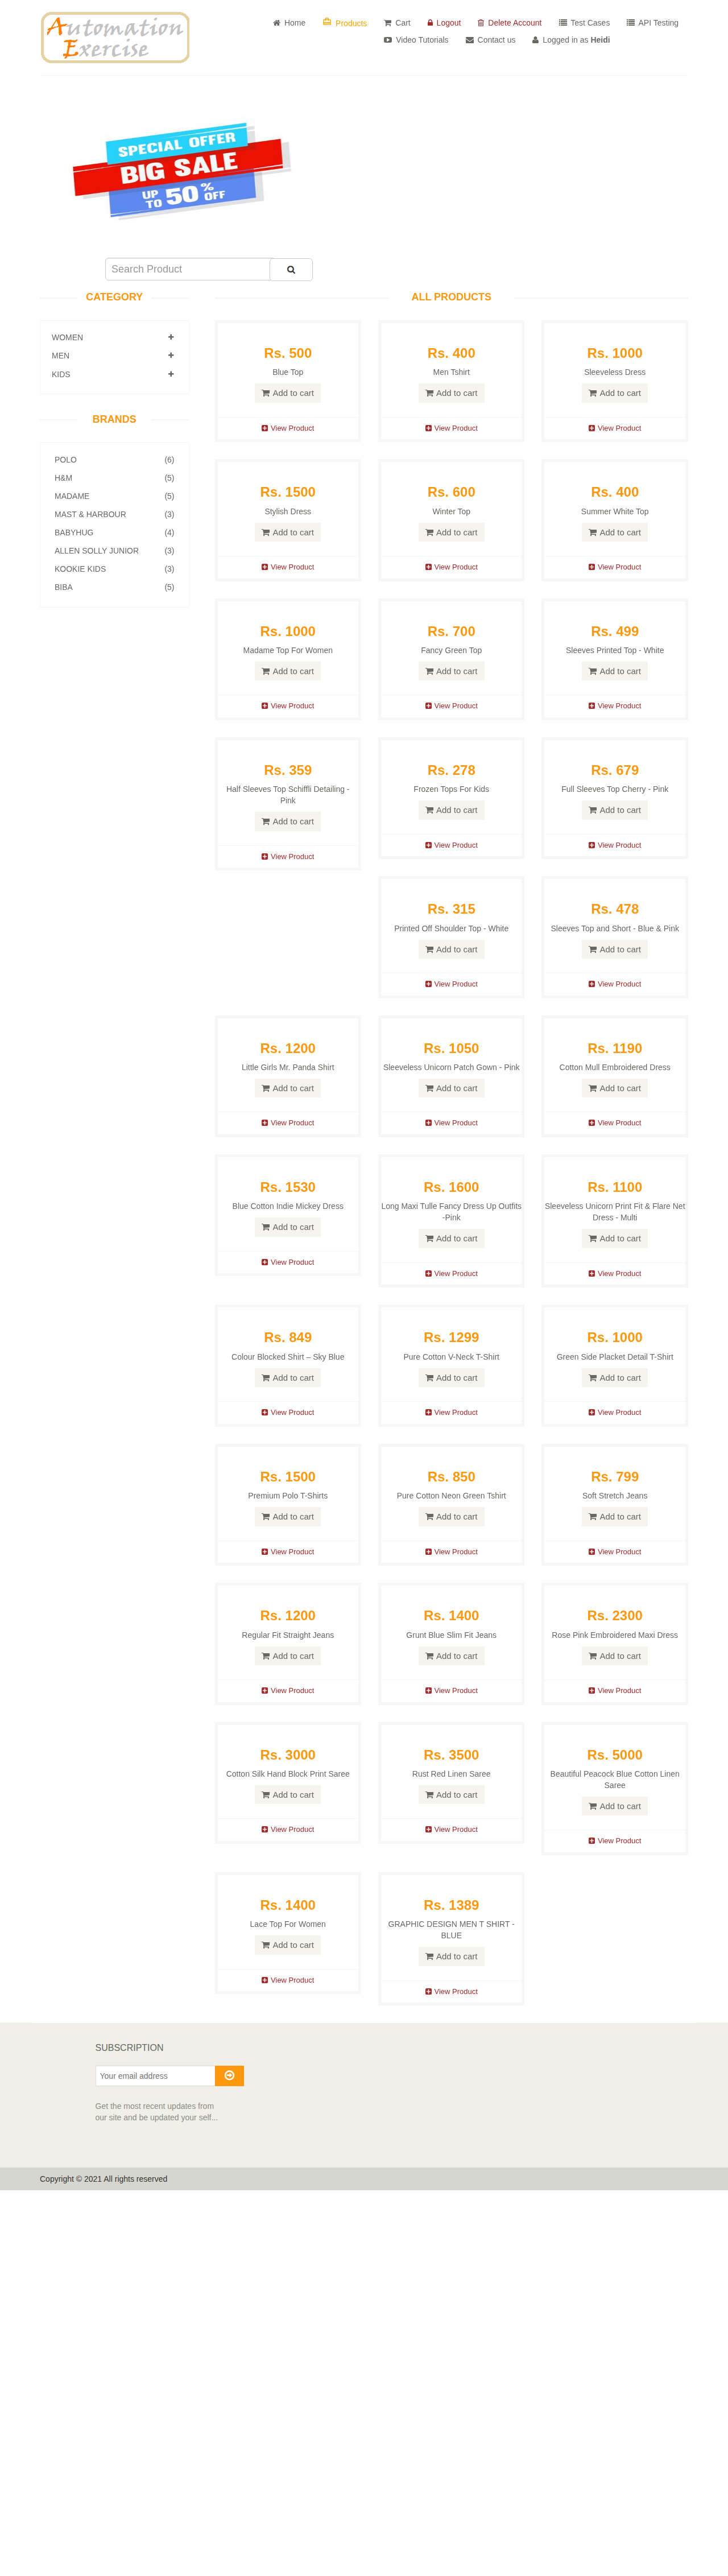 Automation
Exercise
Home Products Cart Logout Delete Account Test Cases API Testing
Video Tutorials Contact us Logged in as Heidi
SPECIAL OFFER
BIG SALE
UP TO 50% OFF
Search Product
CATEGORY
WOMEN
MEN
KIDS
BRANDS
POLO (6)
H&M (5)
MADAME (5)
MAST & HARBOUR (3)
BABYHUG (4)
ALLEN SOLLY JUNIOR (3)
KOOKIE KIDS (3)
BIBA (5)
ALL PRODUCTS
Rs. 500
Blue Top
Add to cart
View Product
Rs. 400
Men Tshirt
Add to cart
View Product
Rs. 1000
Sleeveless Dress
Add to cart
View Product
Rs. 1500
Stylish Dress
Add to cart
View Product
Rs. 600
Winter Top
Add to cart
View Product
Rs. 400
Summer White Top
Add to cart
View Product
Rs. 1000
Madame Top For Women
Add to cart
View Product
Rs. 700
Fancy Green Top
Add to cart
View Product
Rs. 499
Sleeves Printed Top - White
Add to cart
View Product
Rs. 359
Half Sleeves Top Schiffli Detailing -
Pink
Add to cart
View Product
Rs. 278
Frozen Tops For Kids
Add to cart
View Product
Rs. 679
Full Sleeves Top Cherry - Pink
Add to cart
View Product
Rs. 315
Printed Off Shoulder Top - White
Add to cart
View Product
Rs. 478
Sleeves Top and Short - Blue & Pink
Add to cart
View Product
Rs. 1200
Little Girls Mr. Panda Shirt
Add to cart
View Product
Rs. 1050
Sleeveless Unicorn Patch Gown - Pink
Add to cart
View Product
Rs. 1190
Cotton Mull Embroidered Dress
Add to cart
View Product
Rs. 1530
Blue Cotton Indie Mickey Dress
Add to cart
View Product
Rs. 1600
Long Maxi Tulle Fancy Dress Up Outfits
-Pink
Add to cart
View Product
Rs. 1100
Sleeveless Unicorn Print Fit & Flare Net
Dress - Multi
Add to cart
View Product
Rs. 849
Colour Blocked Shirt – Sky Blue
Add to cart
View Product
Rs. 1299
Pure Cotton V-Neck T-Shirt
Add to cart
View Product
Rs. 1000
Green Side Placket Detail T-Shirt
Add to cart
View Product
Rs. 1500
Premium Polo T-Shirts
Add to cart
View Product
Rs. 850
Pure Cotton Neon Green Tshirt
Add to cart
View Product
Rs. 799
Soft Stretch Jeans
Add to cart
View Product
Rs. 1200
Regular Fit Straight Jeans
Add to cart
View Product
Rs. 1400
Grunt Blue Slim Fit Jeans
Add to cart
View Product
Rs. 2300
Rose Pink Embroidered Maxi Dress
Add to cart
View Product
Rs. 3000
Cotton Silk Hand Block Print Saree
Add to cart
View Product
Rs. 3500
Rust Red Linen Saree
Add to cart
View Product
Rs. 5000
Beautiful Peacock Blue Cotton Linen
Saree
Add to cart
View Product
Rs. 1400
Lace Top For Women
Add to cart
View Product
Rs. 1389
GRAPHIC DESIGN MEN T SHIRT -
BLUE
Add to cart
View Product
SUBSCRIPTION
Your email address
Get the most recent updates from
our site and be updated your self...
Copyright © 2021 All rights reserved